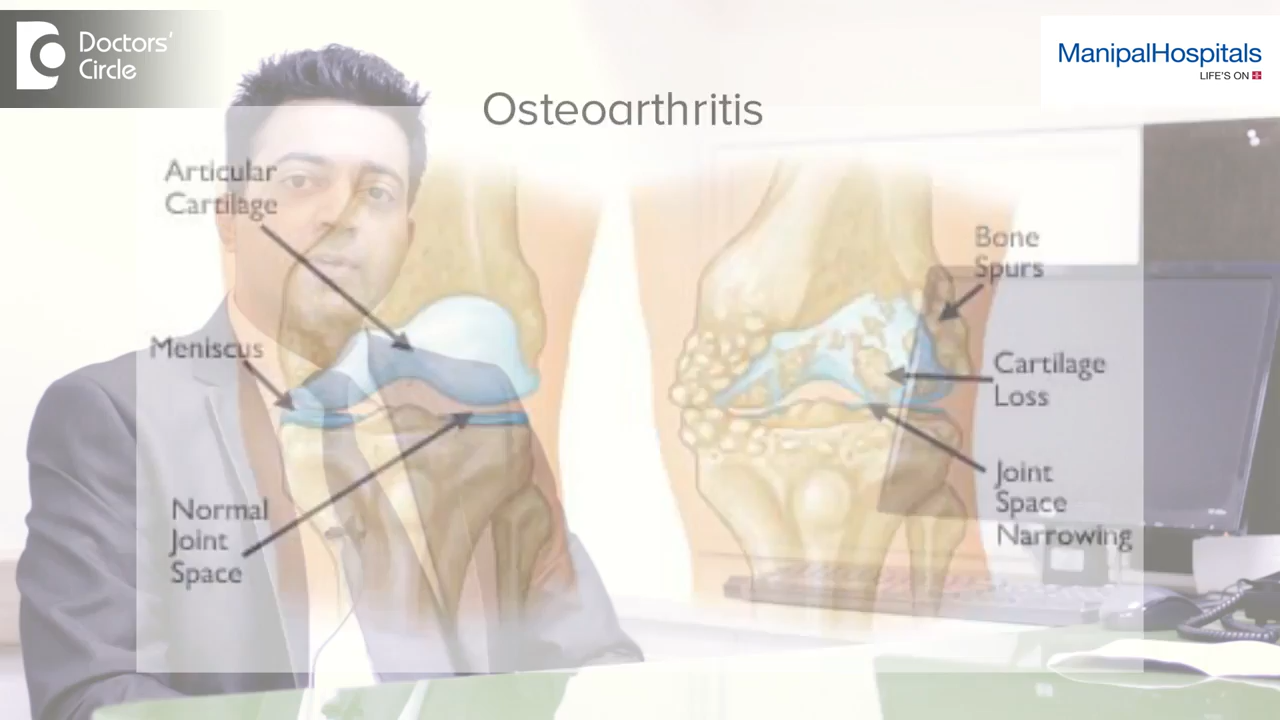 Doctors'
Circle
ManipalHospitals
LIFE'S ON
Osteoarthritis
Articular
Cartilage
Meniscus
Normal
Joint
Space
Bone
Spurs
Cartilage
Loss
Joint
Space
Narrowing